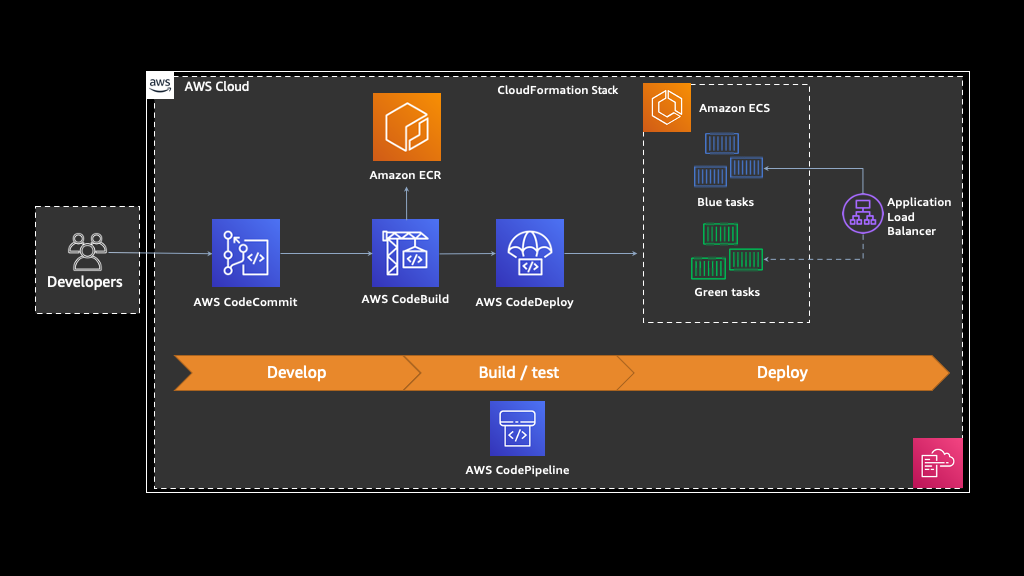 aws
AWS Cloud
CloudFormation Stack
Amazon ECS
Amazon ECR
Blue tasks
Application
Load
Balancer
Developers
Green tasks
AWS CodeCommit
AWS CodeBuild
AWS CodeDeploy
Develop
Build / test
Deploy
AWS CodePipeline